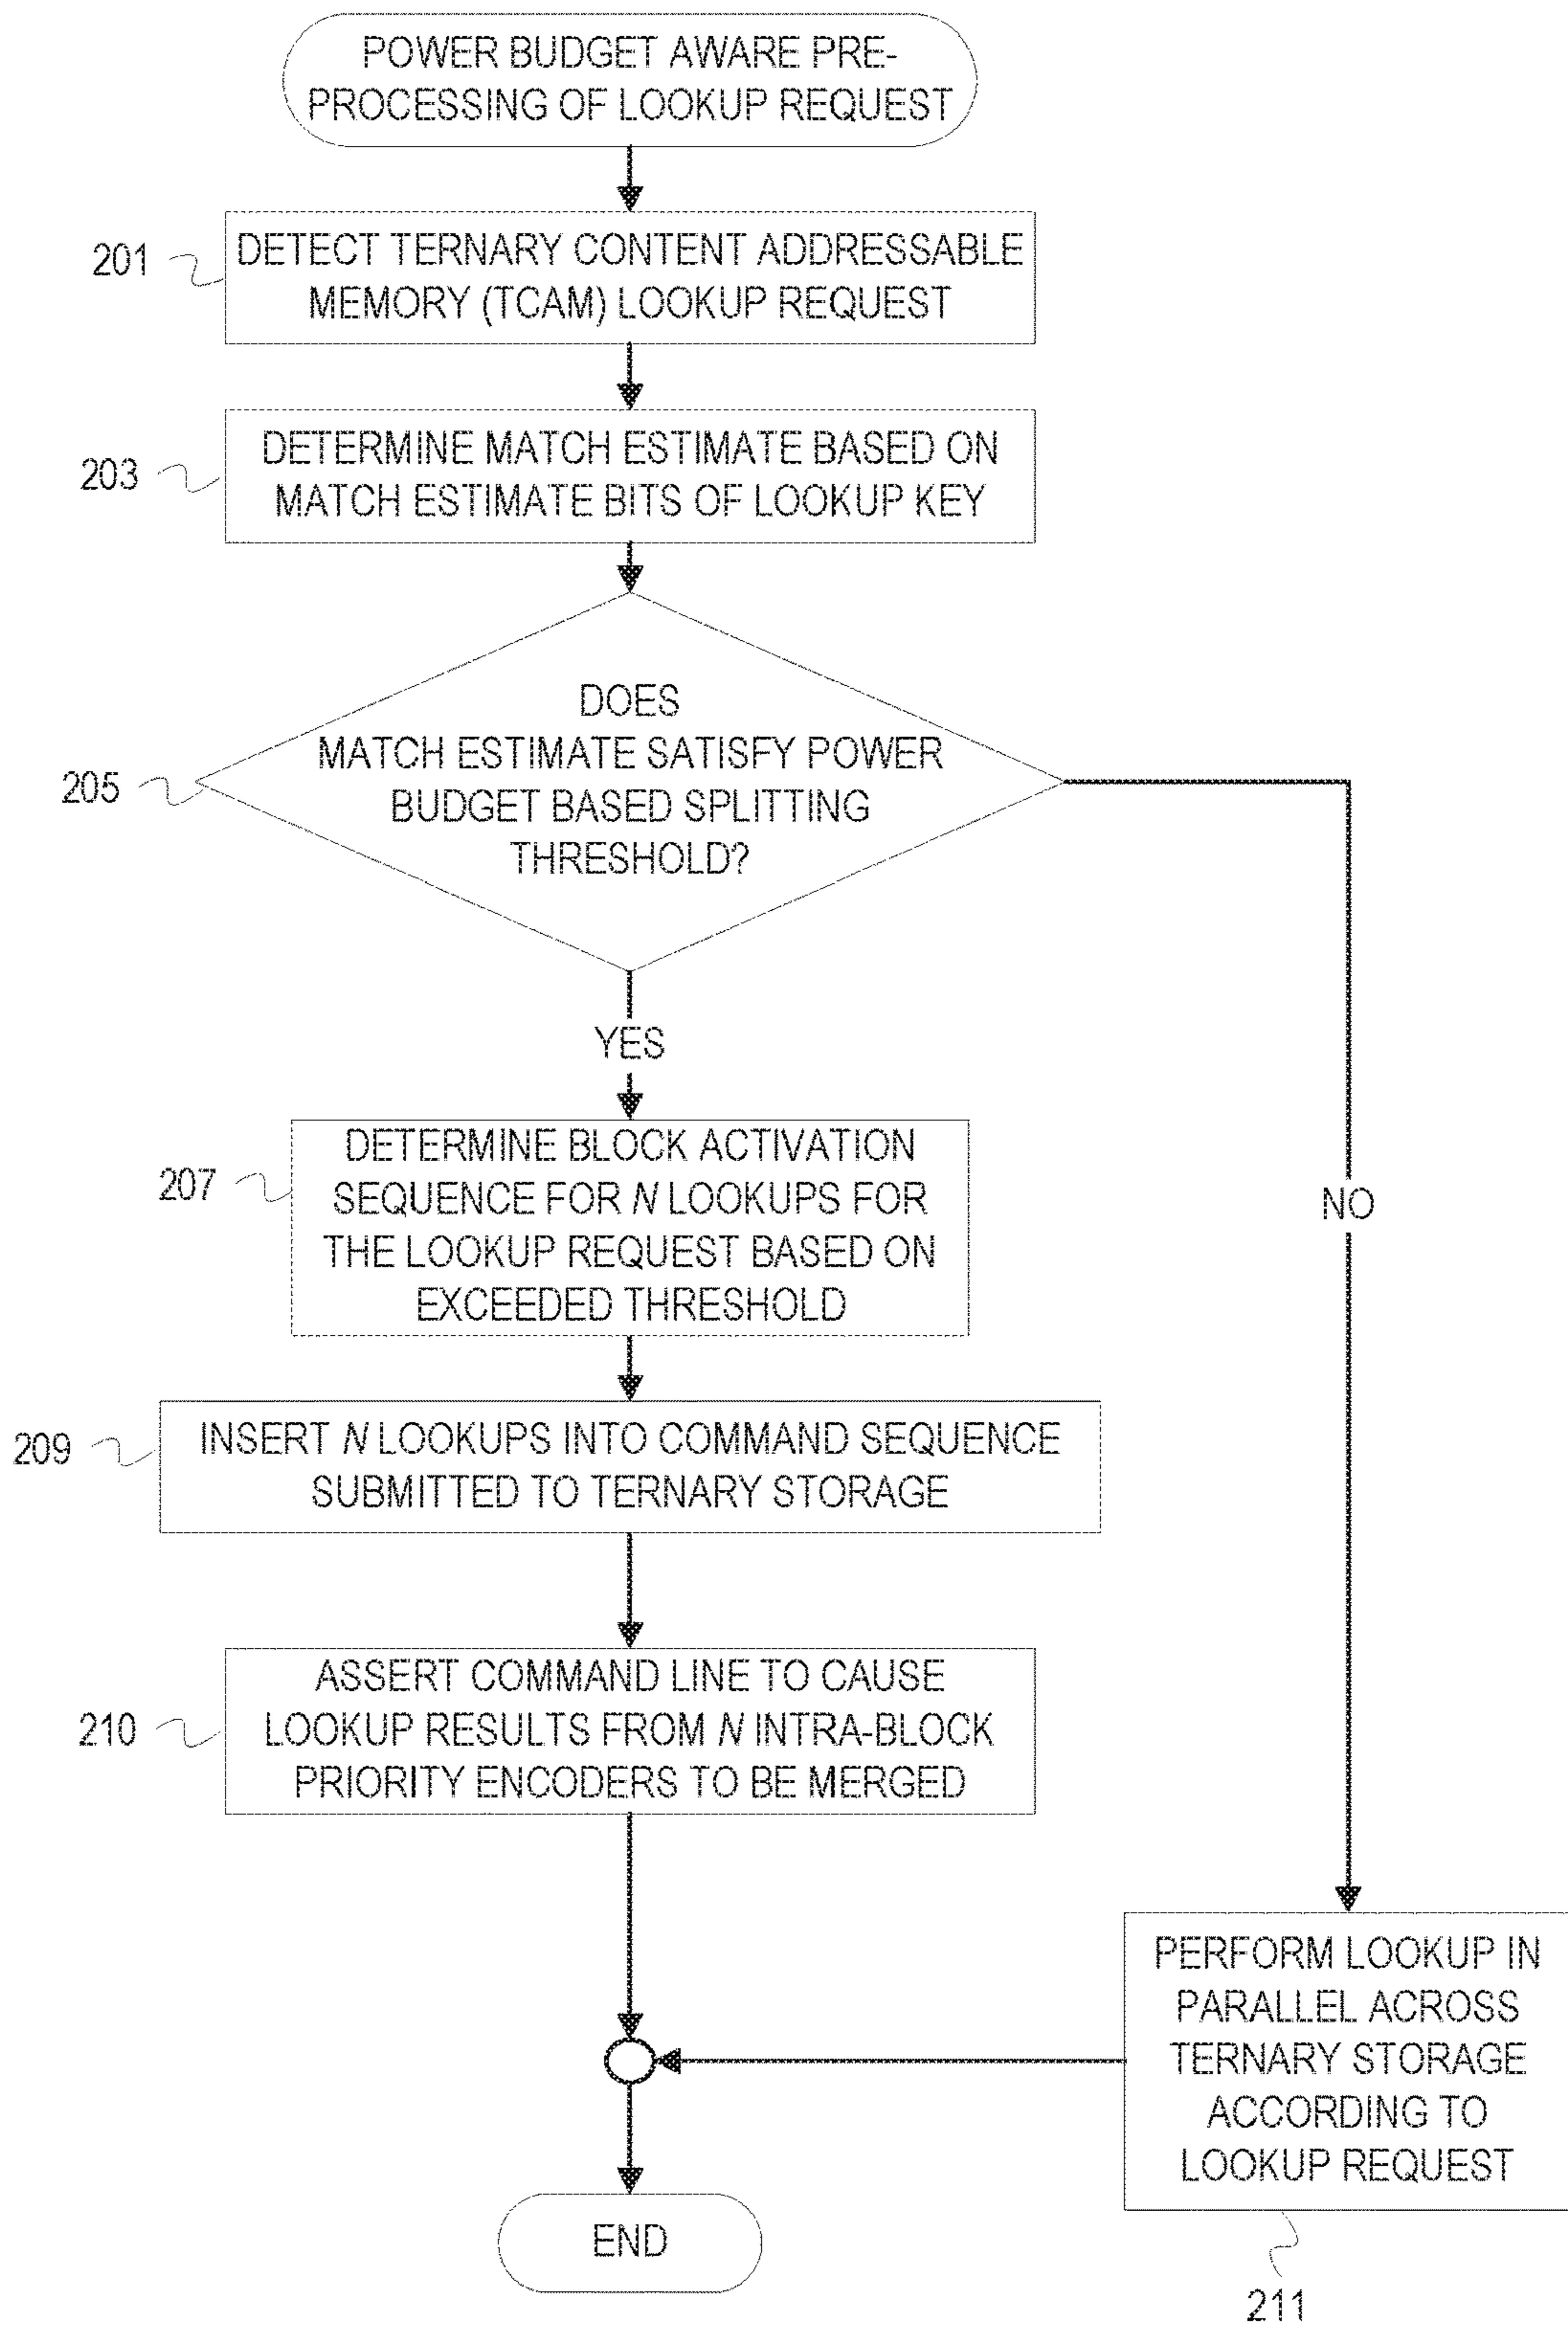 POWER BUDGET AWARE PRE-
PROCESSING OF LOOKUP REQUEST
201
DETECT TERNARY CONTENT ADDRESSABLE
MEMORY (TCAM) LOOKUP REQUEST
203
DETERMINE MATCH ESTIMATE BASED ON
MATCH ESTIMATE BITS OF LOOKUP KEY
205
DOES
MATCH ESTIMATE SATISFY POWER
BUDGET BASED SPLITTING
THRESHOLD?
YES
NO
207
DETERMINE BLOCK ACTIVATION
SEQUENCE FOR N LOOKUPS FOR
THE LOOKUP REQUEST BASED ON
EXCEEDED THRESHOLD
209
INSERT N LOOKUPS INTO COMMAND SEQUENCE
SUBMITTED TO TERNARY STORAGE
210
ASSERT COMMAND LINE TO CAUSE
LOOKUP RESULTS FROM N INTRA-BLOCK
PRIORITY ENCODERS TO BE MERGED
PERFORM LOOKUP IN
PARALLEL ACROSS
TERNARY STORAGE
ACCORDING TO
LOOKUP REQUEST
211
END